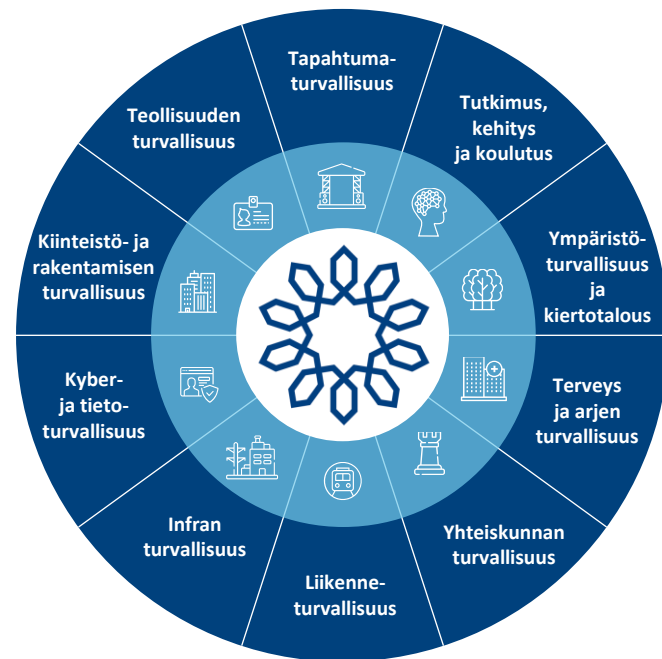 Tapahtuma-
turvallisuus
Tutkimus,
kehitys
ja koulutus
Ympäristö-
turvallisuus
ja
kiertotalous
Terveys
ja arjen
turvallisuus
Yhteiskunnan
turvallisuus
Liikenne-
turvallisuus
Infran
turvallisuus
Kyber-
ja tieto-
turvallisuus
Kiinteistö- ja
rakentamisen
turvallisuus
Teollisuuden
turvallisuus